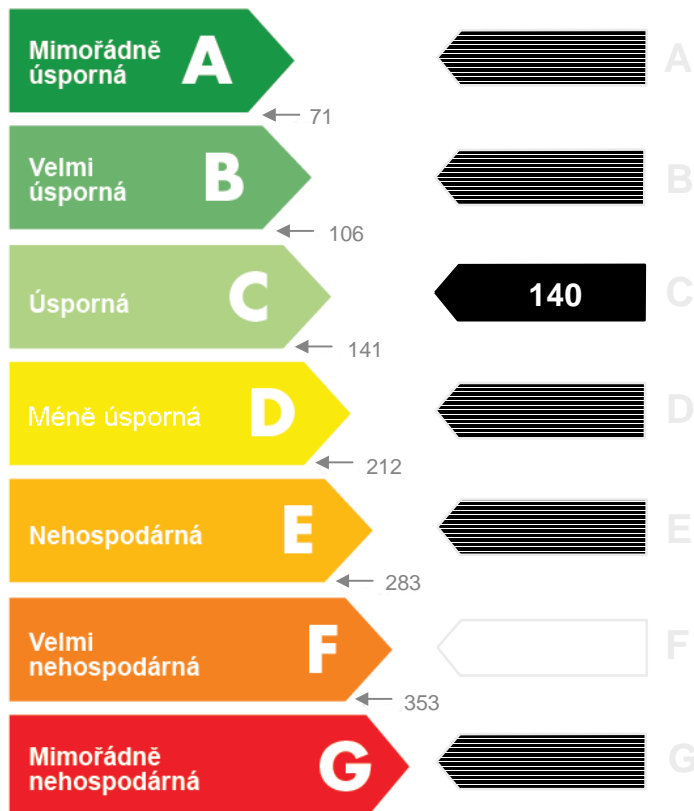 Mimořádně
úsporná
A
A
71
Velmi
úsporná
B
B
106
Úsporná
C
140
C
141
Méně úsporná
D
D
212
Nehospodárná
E
E
283
Velmi
nehospodárná
F
F
353
Mimořádně
nehospodárná
G
G